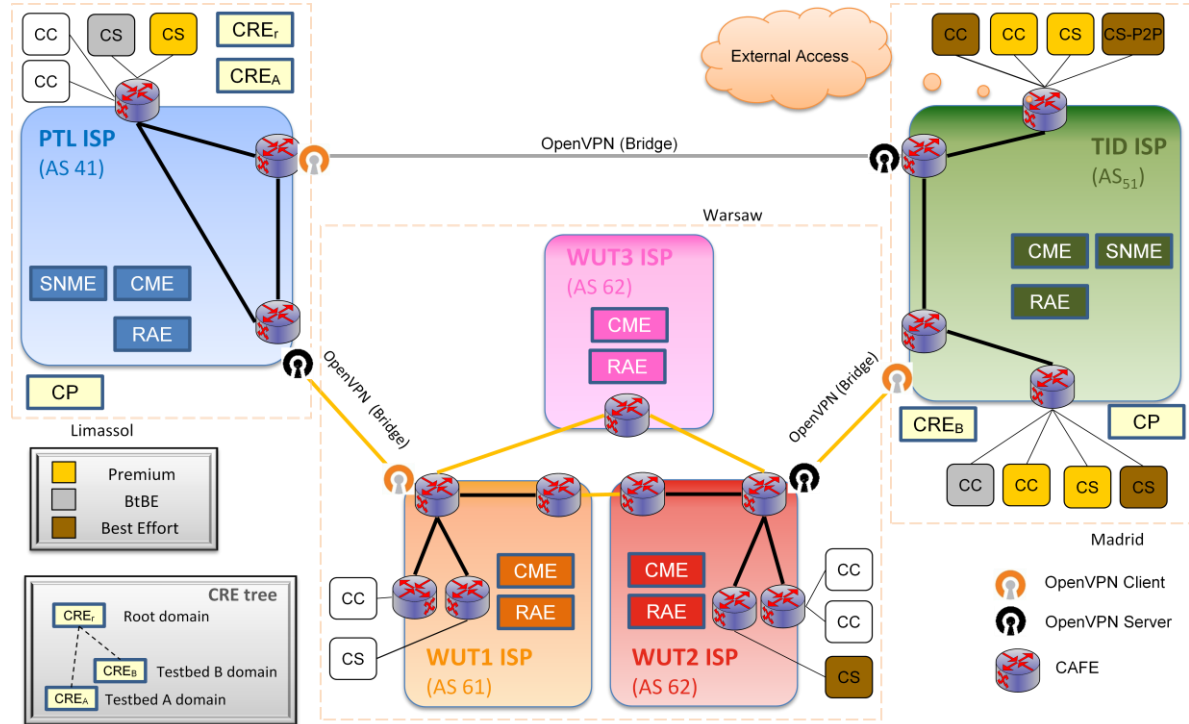 CC
CS
CS
CREr
CC
CREA
PTL ISP
(AS 41)
SNME
CME
RAE
CP
Limassol
External Access
OpenVPN (Bridge)
CC
CC
CS
CS-P2P
TID ISP
(AS51)
CME
SNME
RAE
CREB
CP
CC
CC
CS
CS
Madrid
Warsaw
WUT3 ISP
(AS 62)
CME
RAE
OpenVPN (Bridge)
OpenVPN (Bridge)
CC
CS
CME
RAE
WUT1 ISP
(AS 61)
CME
RAE
WUT2 ISP
(AS 62)
CC
CC
CS
Premium
BtBE
Best Effort
CRE tree
CREr
Root domain
CREB
Testbed B domain
CREA
Testbed A domain
OpenVPN Client
OpenVPN Server
CAFE